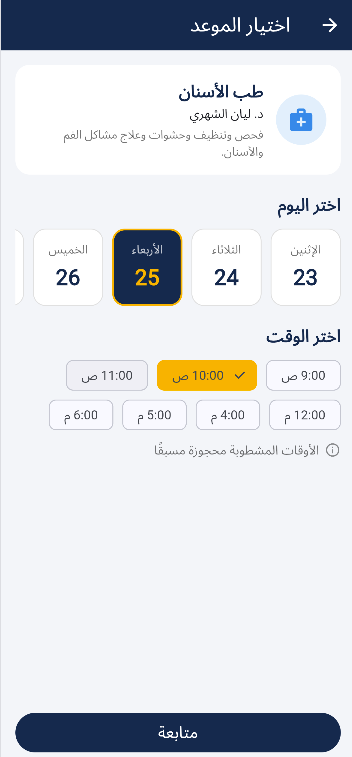 اختيار الموعد
طب الأسنان
د. ليان الشهري
فحص وتنظيف وحشوات وعلاج مشاكل الفم
والأسنان.
اختر اليوم
الإثنين الثلاثاء الأربعاء الخميس
23 24 25 26
اختر الوقت
9:00 ص 10:00 ص 11:00 ص
12:00 م 4:00 م 5:00 م 6:00 م
الأوقات المشطوبة محجوزة مسبقًا
متابعة